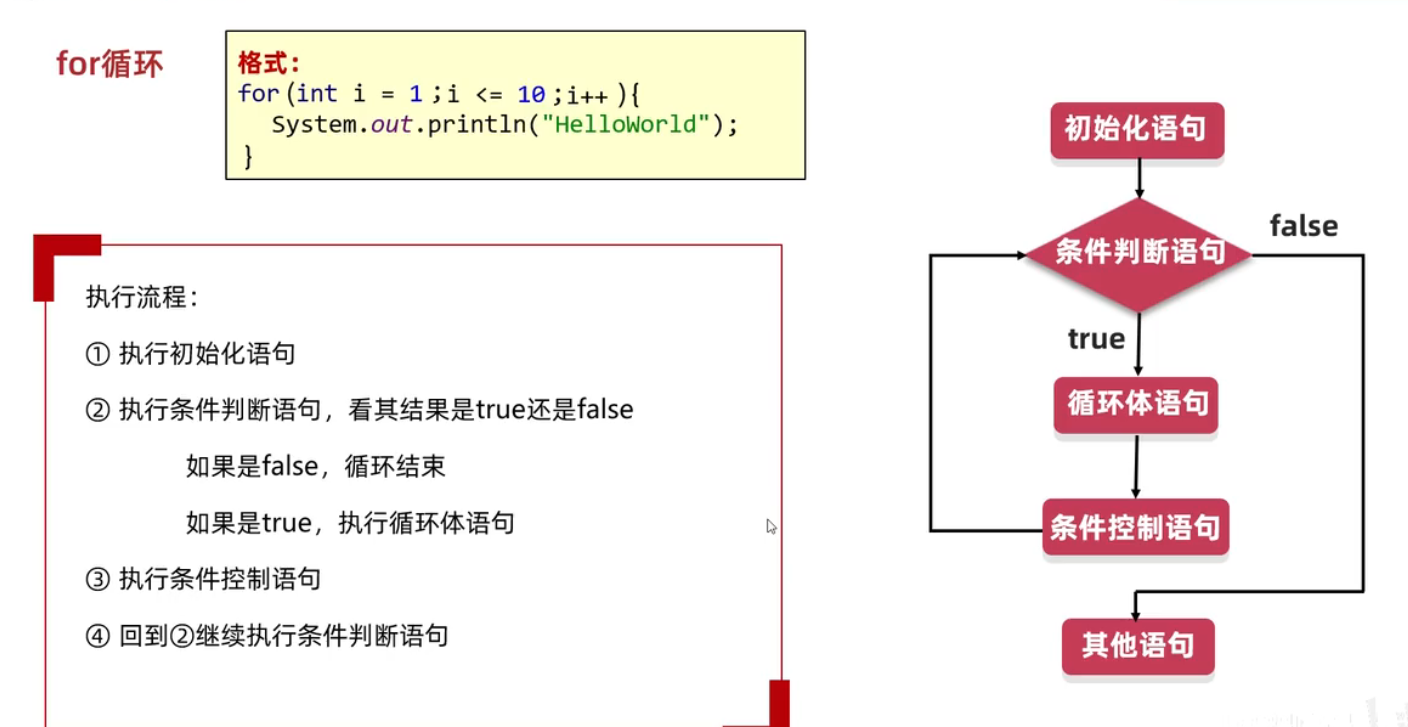 for循环
格式：
for(int i = 1;i <= 10;i++){
System.out.println("HelloWorld");
}
执行流程：
① 执行初始化语句
② 执行条件判断语句，看其结果是true还是false
如果是false，循环结束
如果是true，执行循环体语句
③ 执行条件控制语句
④ 回到②继续执行条件判断语句
初始化语句
条件判断语句
false
true
循环体语句
条件控制语句
其他语句